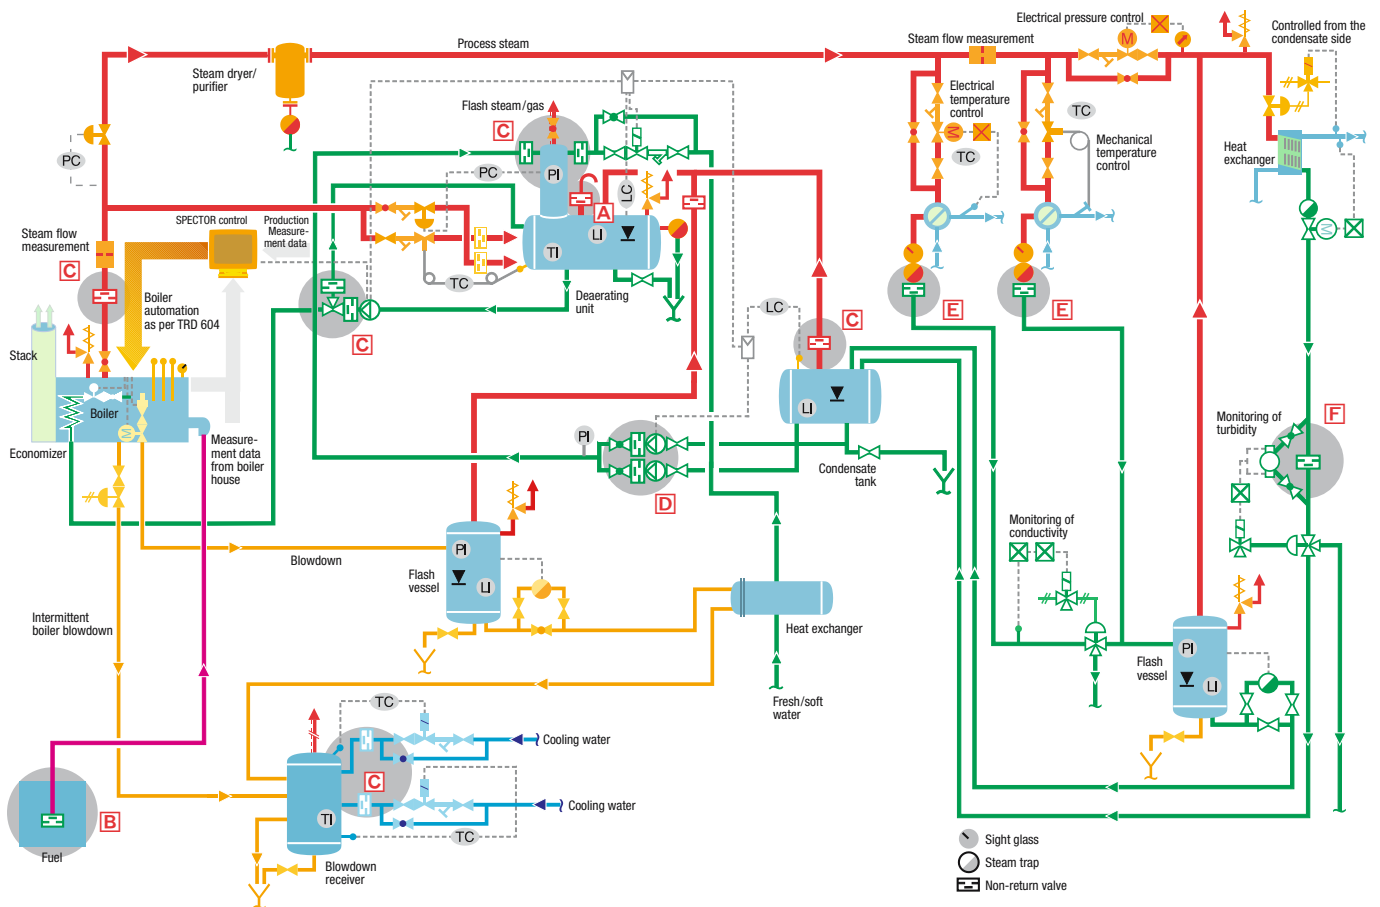 Process steam
Steam dryer/
purifier
Flash steam/gas
Steam flow measurement
Electrical pressure control
Controlled from the
condensate side
M
Electrical
temperature
control
M
TC
TC
Mechanical
temperature
control
Heat
exchanger
M
PC
C
PI
PC
LC
A
LI
TI
TC
Deaerating
unit
Steam flow
measurement
C
SPECTOR control
Production
Measure-
ment data
Boiler
automation
as per TRD 604
C
Stack
Boiler
M
Economizer
Measure-
ment data
from boiler
house
LC
C
LI
Condensate
tank
E
E
PI
D
Monitoring of
turbidity
F
Blowdown
PI
LI
Flash
vessel
Heat exchanger
Fresh/soft
water
Monitoring of
conductivity
Intermittent
boiler blowdown
PI
LI
Flash
vessel
TC
Cooling water
C
Cooling water
TI
TC
Blowdown
receiver
B
Fuel
Sight glass
Steam trap
Non-return valve